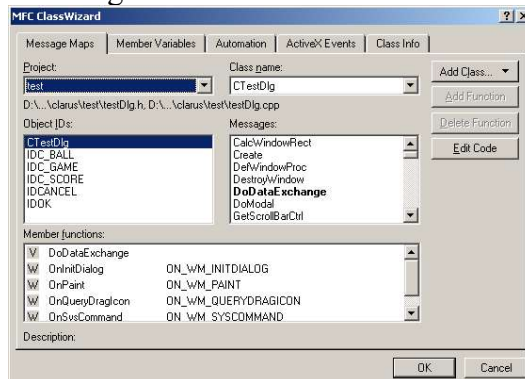 MFC ClassWizard
Message Maps Member Variables Automation ActiveX Events Class Info
Project: Class name:
test CTestDlg
Add Class...
D:\...\clarus\test\testDlg.h, D:\...\clarus\test\testDlg.cpp
Add Function
Object IDs: Messages:
Delete Function
CTestDlg CalcWindowRect
IDC_BALL Create
Edit Code
IDC_GAME DefWindowProc
IDC_SCORE DestroyWindow
IDCANCEL DoDataExchange
IDOK DoModal
GetScrollBarCtrl
Member functions:
V DoDataExchange
W OnInitDialog ON_WM_INITDIALOG
W OnPaint ON_WM_PAINT
W OnQueryDragIcon ON_WM_QUERYDRAGICON
W OnSysCommand ON_WM_SYSCOMMAND
Description:
OK Cancel